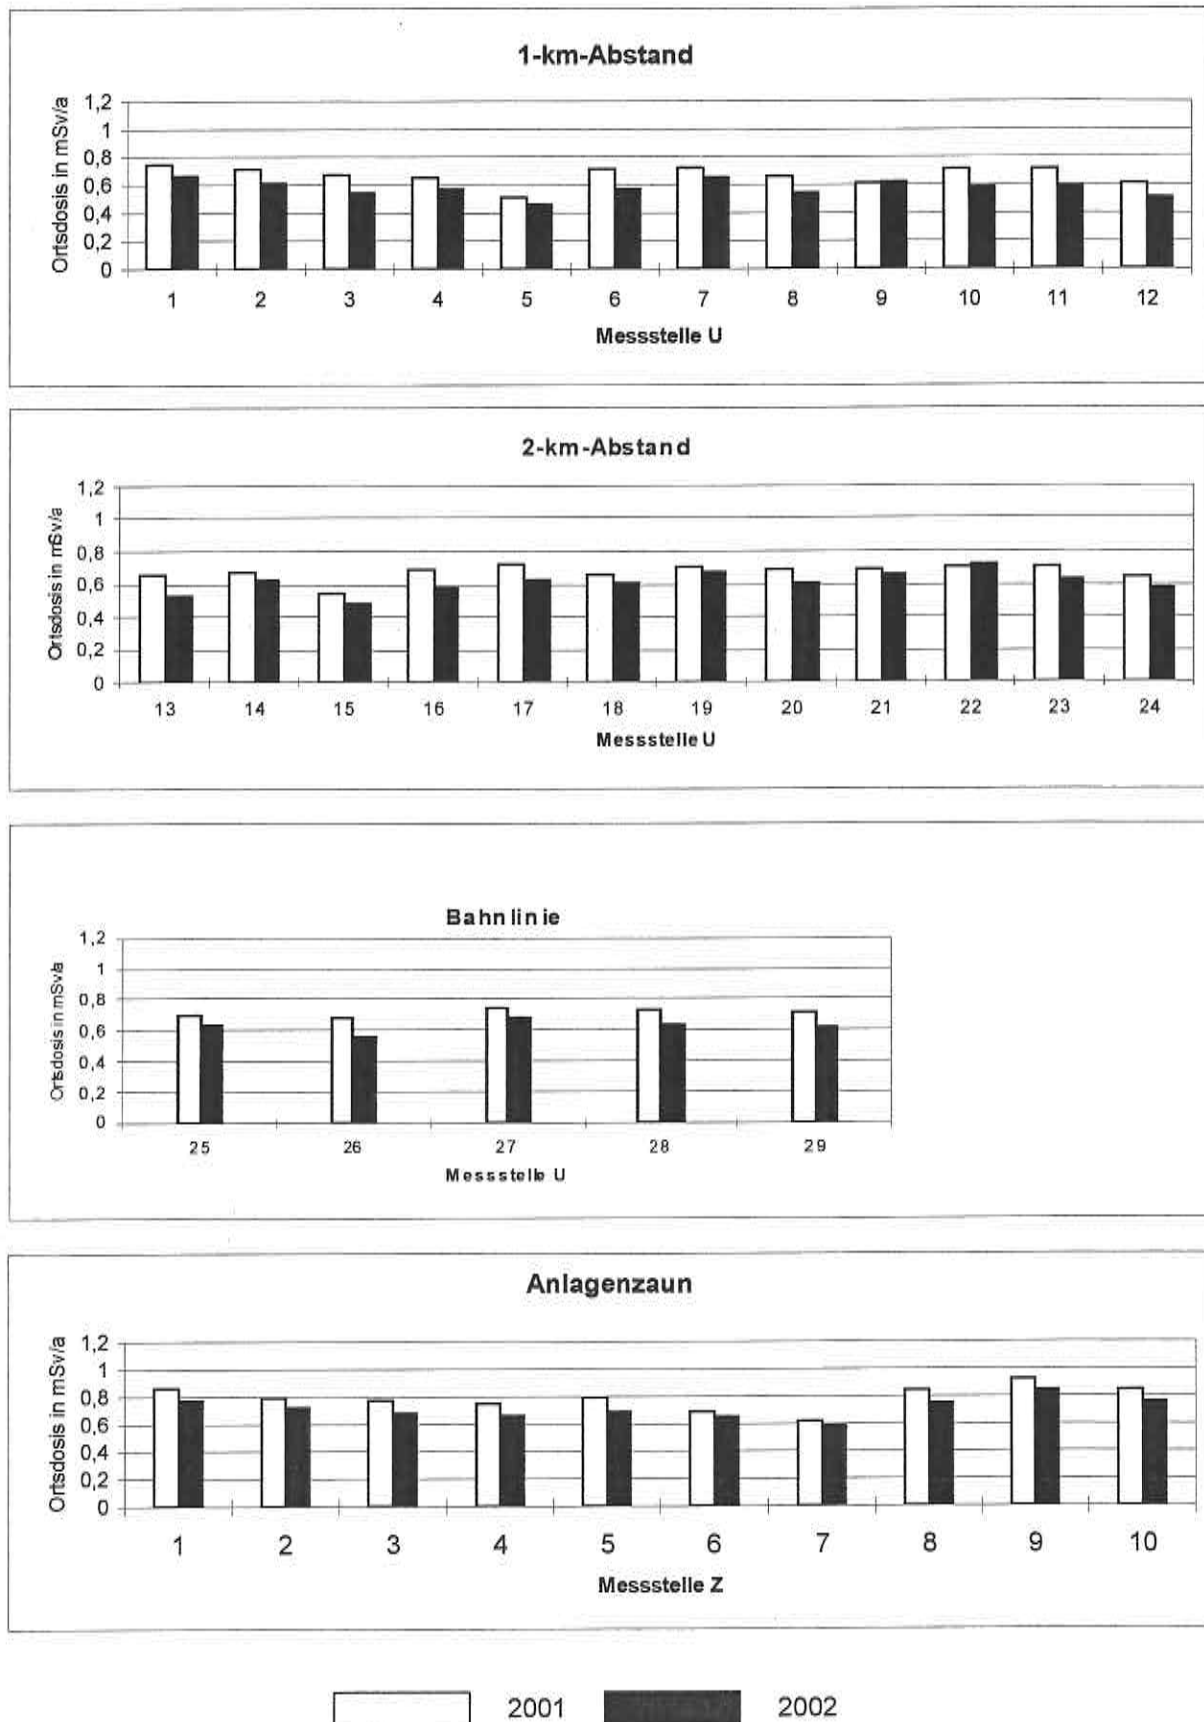 1-km-Abstand
Ortsdosis in mSv/a
1,2
1
0,8
0,6
0,4
0,2
0
1 2 3 4 5 6 7 8 9 10 11 12
Messstelle U
2-km-Abstand
Ortsdosis in mSv/a
1,2
1
0,8
0,6
0,4
0,2
0
13 14 15 16 17 18 19 20 21 22 23 24
Messstelle U
Bahnlinie
Ortsdosis in mSv/a
1,2
1
0,8
0,6
0,4
0,2
0
25 26 27 28 29
Messstelle U
Anlagenzaun
Ortsdosis in mSv/a
1,2
1
0,8
0,6
0,4
0,2
0
1 2 3 4 5 6 7 8 9 10
Messstelle Z
2001 2002